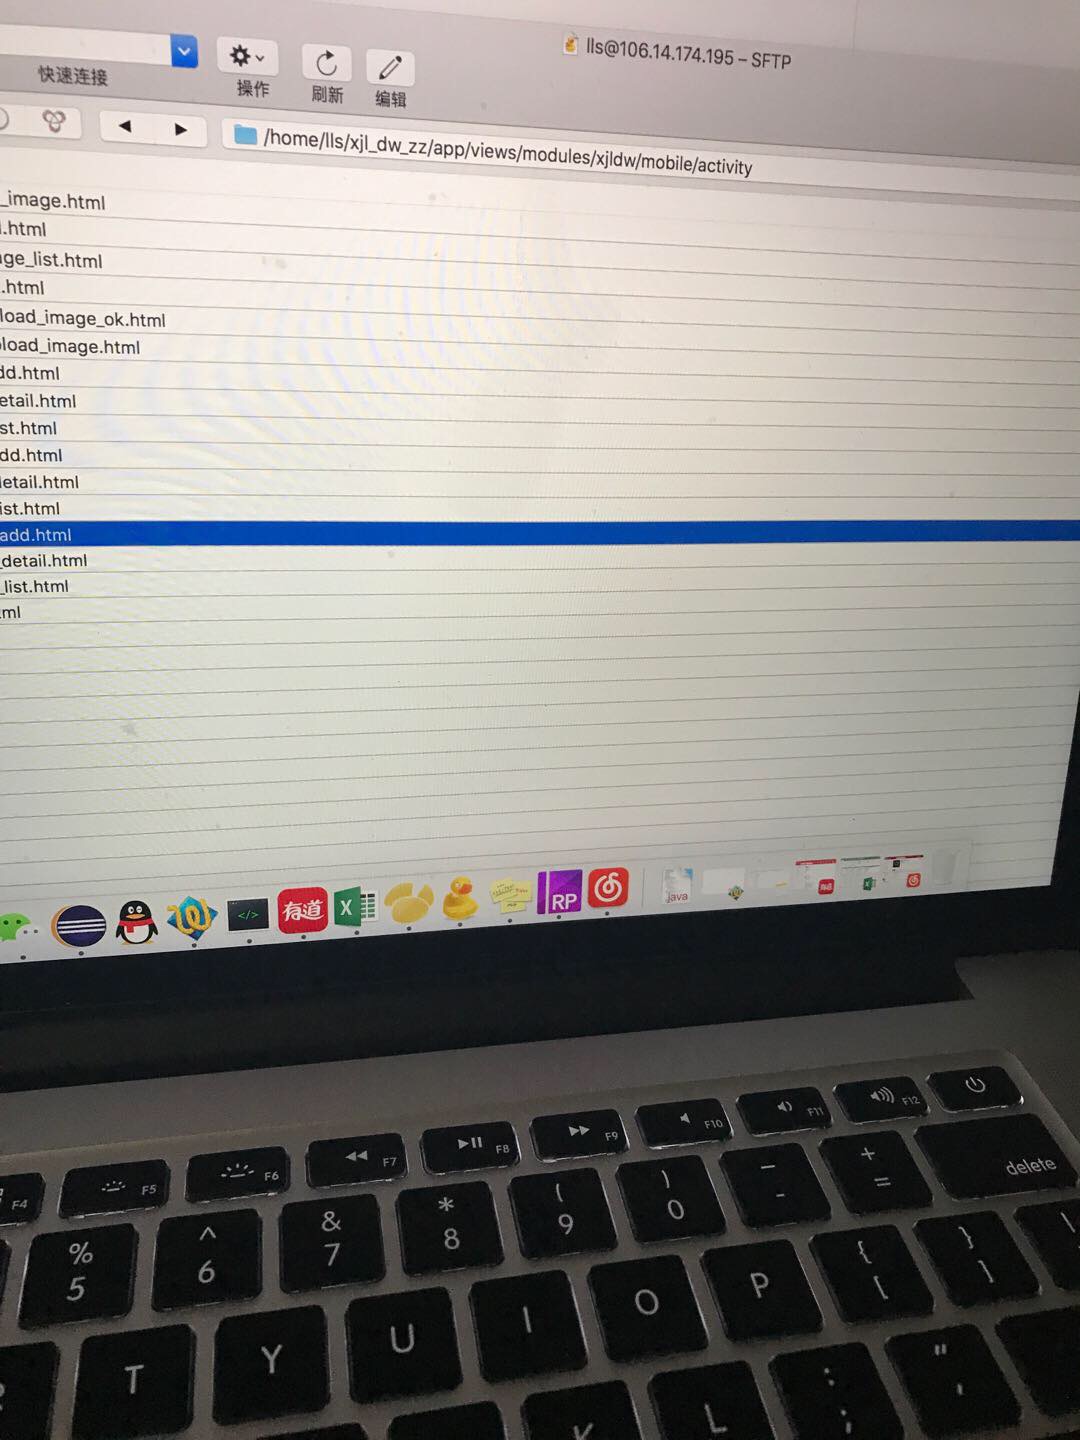 lls@106.14.174.195 – SFTP
快速连接
操作
刷新
编辑
/home/lls/xjl_dw_zz/app/views/modules/xjldw/mobile/activity
_image.html
.html
ge_list.html
.html
load_image_ok.html
load_image.html
dd.html
etail.html
st.html
dd.html
etail.html
ist.html
add.html
_detail.html
_list.html
ml
</> 有道 X RP java
F4 F5 F6 F7 F8 F9 F10 F11 F12
delete
% 5 ^ 6 & 7 * 8 ( 9 ) 0 – - + =
T Y U I O P { [ } ]
K L : ; " '